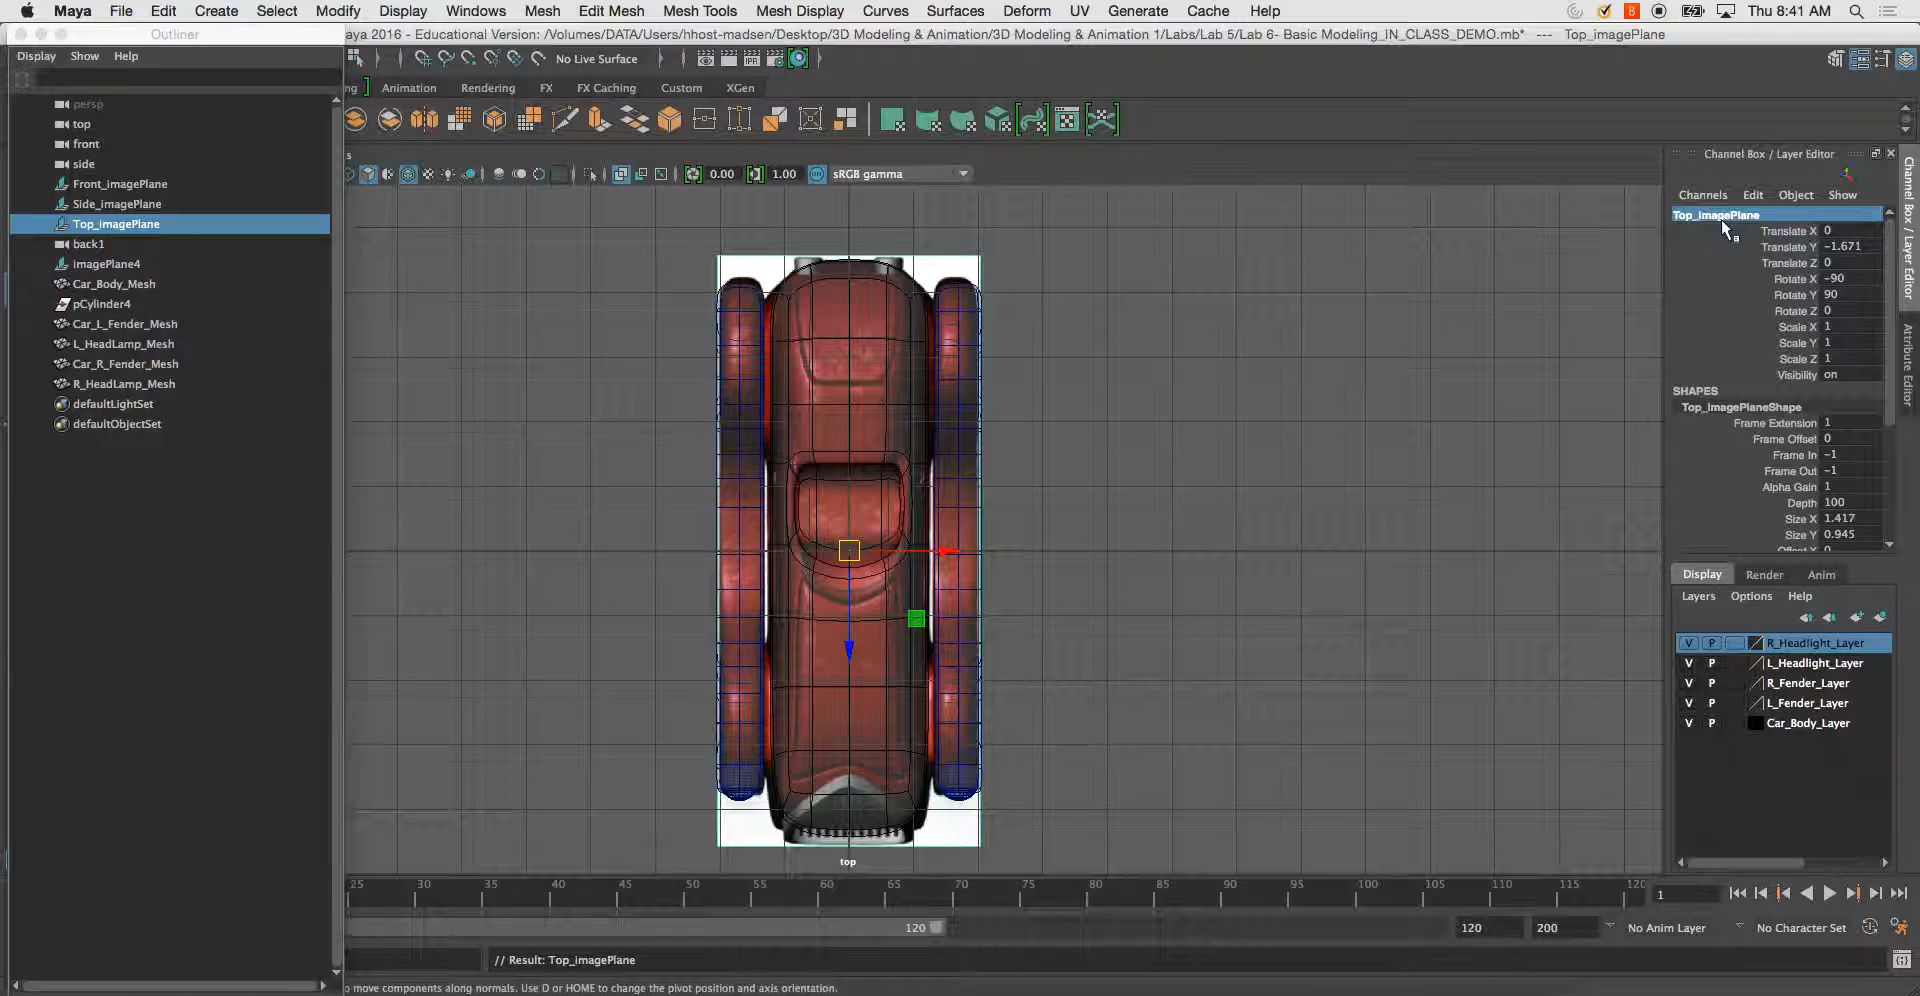 Maya File Edit Create Select Modify Display Windows Mesh Edit Mesh Mesh Tools Mesh Display Curves Surfaces Deform UV Generate Cache Help 8 Thu 8:41 AM
Outliner
aya 2016 - Educational Version: /Volumes/DATA/Users/hhost-madsen/Desktop/3D Modeling & Animation/3D Modeling & Animation 1/Labs/Lab 5/Lab 6- Basic Modeling_IN_CLASS_DEMO.mb* --- Top_imagePlane
Display Show Help
No Live Surface
IPR
ng Animation Rendering FX FX Caching Custom XGen
persp
top
front
side
Front_imagePlane
Side_imagePlane
Top_imagePlane
back1
imagePlane4
Car_Body_Mesh
pCylinder4
Car_L_Fender_Mesh
L_HeadLamp_Mesh
Car_R_Fender_Mesh
R_HeadLamp_Mesh
defaultLightSet
defaultObjectSet
s
0.00 1.00 sRGB gamma
top
Channel Box / Layer Editor
Channels Edit Object Show
Top_imagePlane
Translate X 0
Translate Y -1.671
Translate Z 0
Rotate X -90
Rotate Y 90
Rotate Z 0
Scale X 1
Scale Y 1
Scale Z 1
Visibility on
SHAPES
Top_imagePlaneShape
Frame Extension 1
Frame Offset 0
Frame In -1
Frame Out -1
Alpha Gain 1
Depth 100
Size X 1.417
Size Y 0.945
Offset X 0
Channel Box / Layer Editor
Attribute Editor
Display Render Anim
Layers Options Help
V P R_Headlight_Layer
V P L_Headlight_Layer
V P R_Fender_Layer
V P L_Fender_Layer
V P Car_Body_Layer
25 30 35 40 45 50 55 60 65 70 75 80 85 90 95 100 105 110 115 120
1
120 120 200 No Anim Layer No Character Set
// Result: Top_imagePlane
o move components along normals. Use D or HOME to change the pivot position and axis orientation.